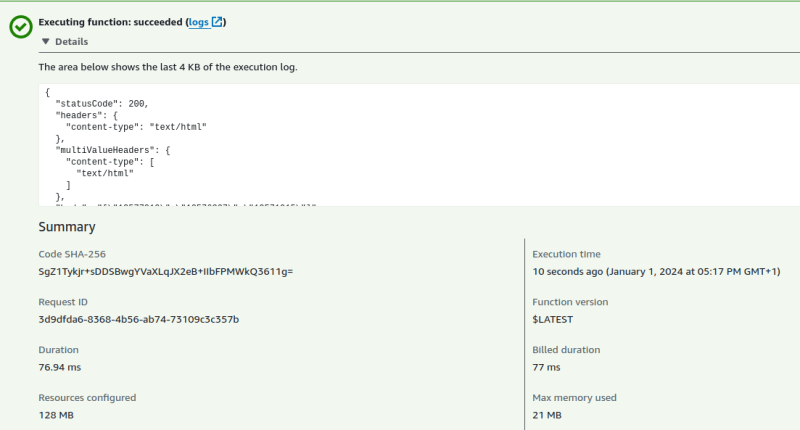 Executing function: succeeded (logs)
▼ Details
The area below shows the last 4 KB of the execution log.
{
"statusCode": 200,
"headers": {
"content-type": "text/html"
},
"multiValueHeaders": {
"content-type": [
"text/html"
]
},
Summary
Code SHA-256
SgZ1Tykjr+sDDSBwgYVaXLqJX2eB+IIbFPMWkQ3611g=
Execution time
10 seconds ago (January 1, 2024 at 05:17 PM GMT+1)
Request ID
3d9dfda6-8368-4b56-ab74-73109c3c357b
Function version
$LATEST
Duration
76.94 ms
Billed duration
77 ms
Resources configured
128 MB
Max memory used
21 MB